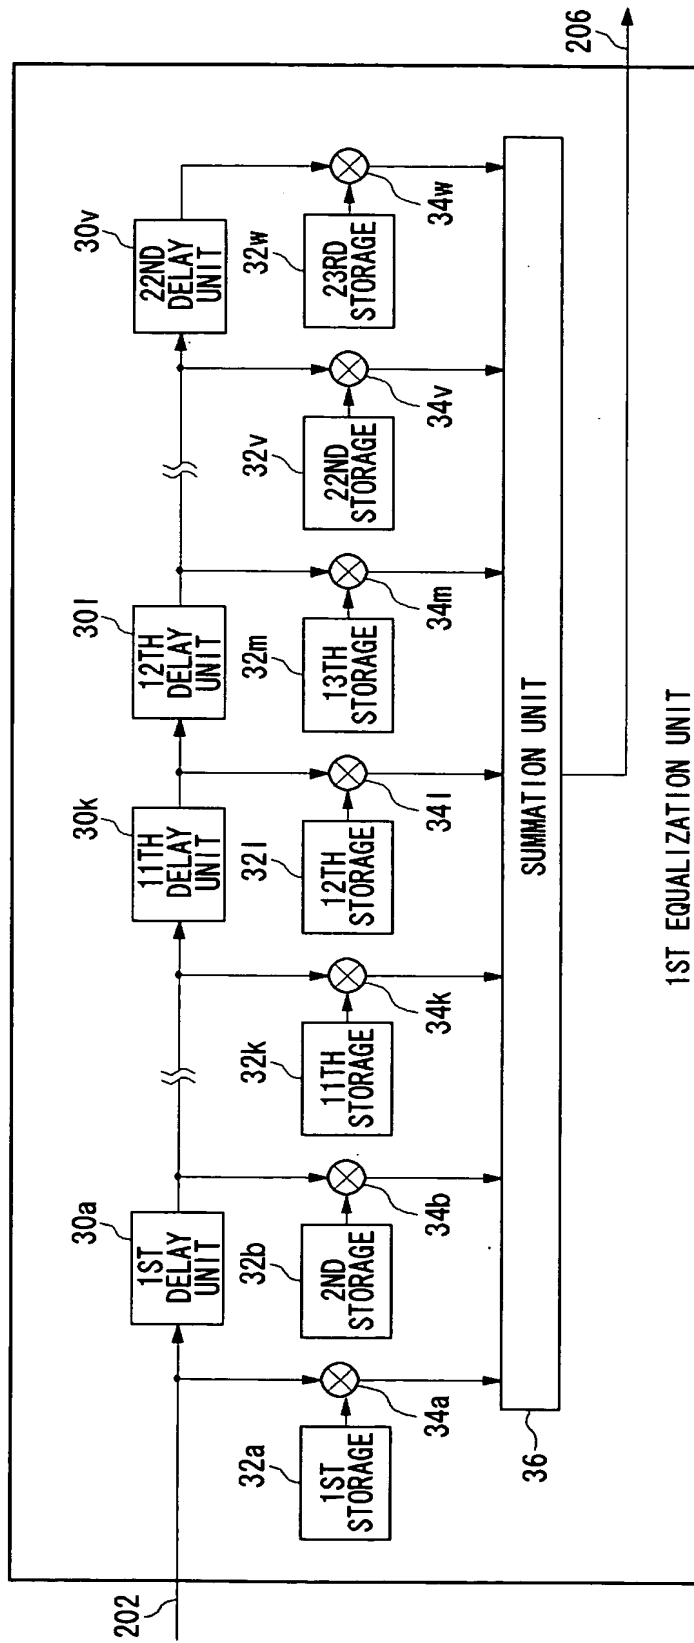 202
206
30a
1ST
DELAY
UNIT
30k
11TH
DELAY
UNIT
30l
12TH
DELAY
UNIT
30v
22ND
DELAY
UNIT
32a
1ST
STORAGE
34a
32b
2ND
STORAGE
34b
32k
11TH
STORAGE
34k
32l
12TH
STORAGE
34l
32m
13TH
STORAGE
34m
32v
22ND
STORAGE
34v
32w
23RD
STORAGE
34w
36
SUMMATION UNIT
1ST EQUALIZATION UNIT